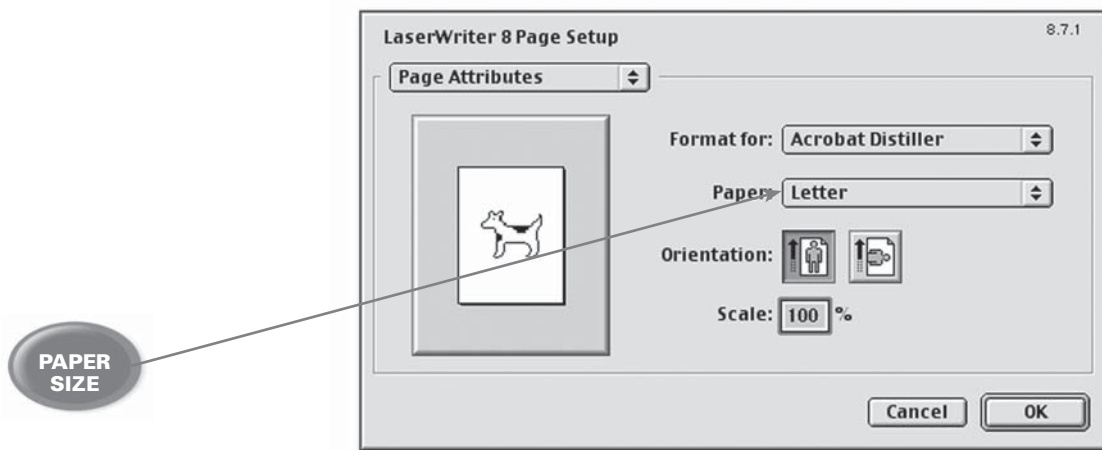 LaserWriter 8 Page Setup
8.7.1
Page Attributes
Format for: Acrobat Distiller
Paper: Letter
Orientation:
Scale: 100 %
PAPER
SIZE
Cancel
OK